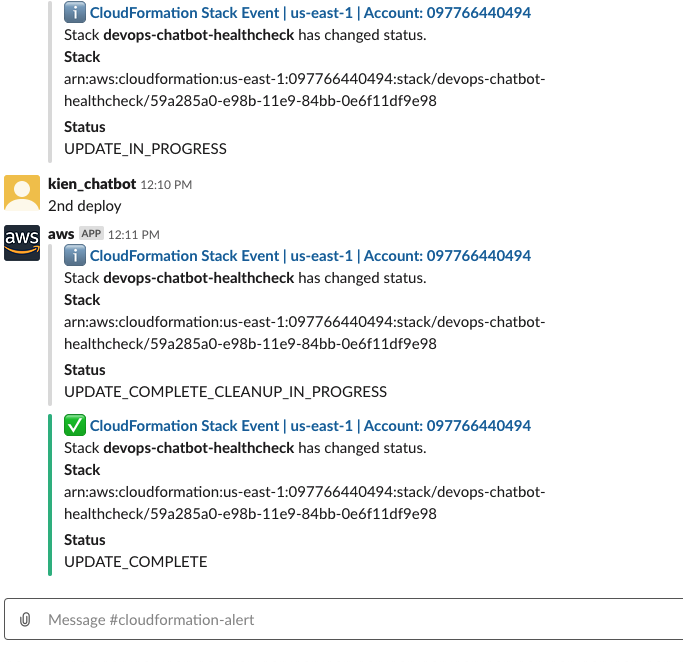 CloudFormation Stack Event | us-east-1 | Account: 097766440494
Stack devops-chatbot-healthcheck has changed status.
Stack
arn:aws:cloudformation:us-east-1:097766440494:stack/devops-chatbot-
healthcheck/59a285a0-e98b-11e9-84bb-0e6f11df9e98
Status
UPDATE_IN_PROGRESS
kien_chatbot 12:10 PM
2nd deploy
aws
aws APP 12:11 PM
CloudFormation Stack Event | us-east-1 | Account: 097766440494
Stack devops-chatbot-healthcheck has changed status.
Stack
arn:aws:cloudformation:us-east-1:097766440494:stack/devops-chatbot-
healthcheck/59a285a0-e98b-11e9-84bb-0e6f11df9e98
Status
UPDATE_COMPLETE_CLEANUP_IN_PROGRESS
CloudFormation Stack Event | us-east-1 | Account: 097766440494
Stack devops-chatbot-healthcheck has changed status.
Stack
arn:aws:cloudformation:us-east-1:097766440494:stack/devops-chatbot-
healthcheck/59a285a0-e98b-11e9-84bb-0e6f11df9e98
Status
UPDATE_COMPLETE
Message #cloudformation-alert